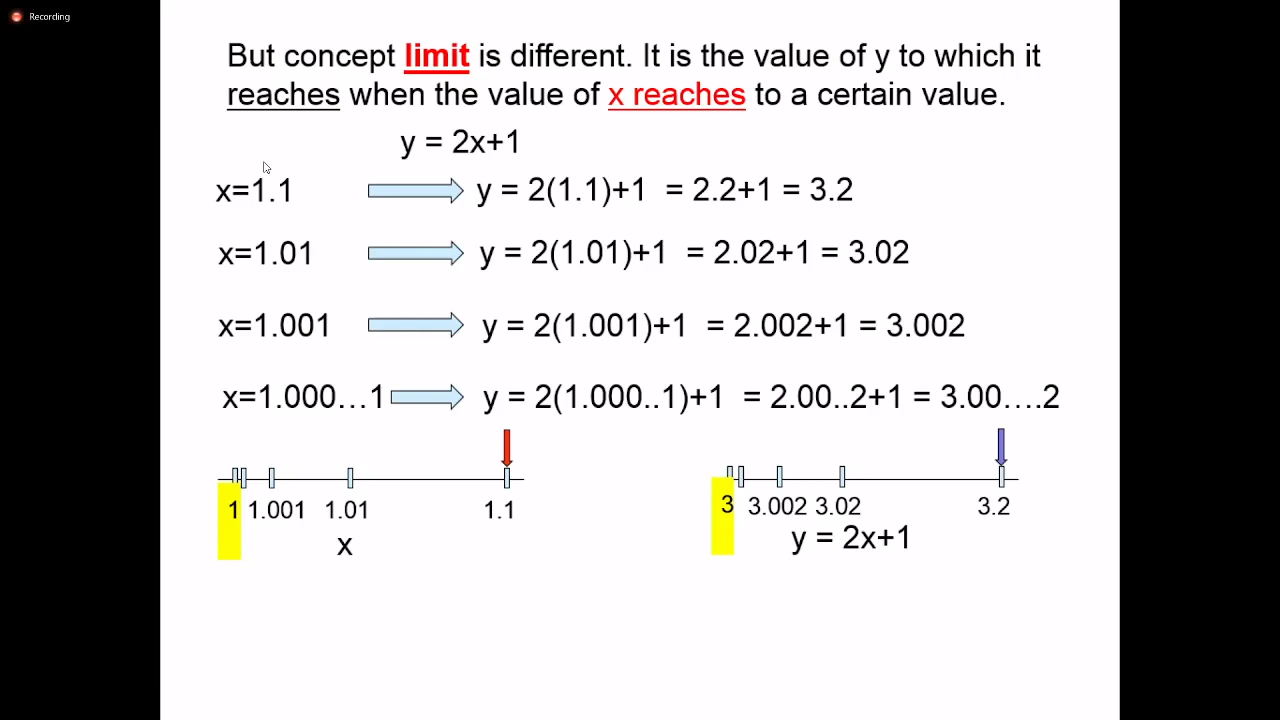 Recording
But concept limit is different. It is the value of y to which it
reaches when the value of x reaches to a certain value.
y = 2x+1
x=1.1 y = 2(1.1)+1 = 2.2+1 = 3.2
x=1.01 y = 2(1.01)+1 = 2.02+1 = 3.02
x=1.001 y = 2(1.001)+1 = 2.002+1 = 3.002
x=1.000…1 y = 2(1.000..1)+1 = 2.00..2+1 = 3.00….2
1 1.001 1.01 1.1 3 3.002 3.02 3.2
x y = 2x+1